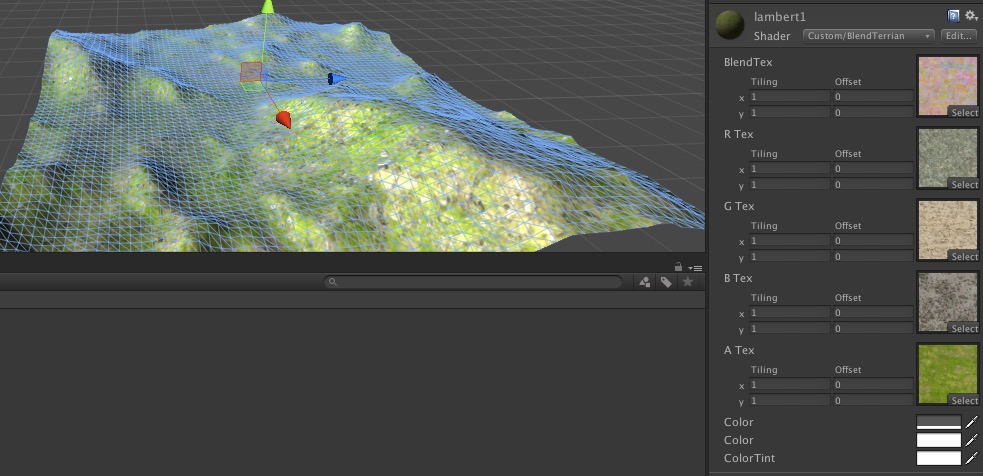 lambert1
Shader Custom/BlendTerrian Edit...
BlendTex
Tiling Offset
x 1 0
y 1 0
Select
R Tex
Tiling Offset
x 1 0
y 1 0
Select
G Tex
Tiling Offset
x 1 0
y 1 0
Select
B Tex
Tiling Offset
x 1 0
y 1 0
Select
A Tex
Tiling Offset
x 1 0
y 1 0
Select
Color
Color
ColorTint